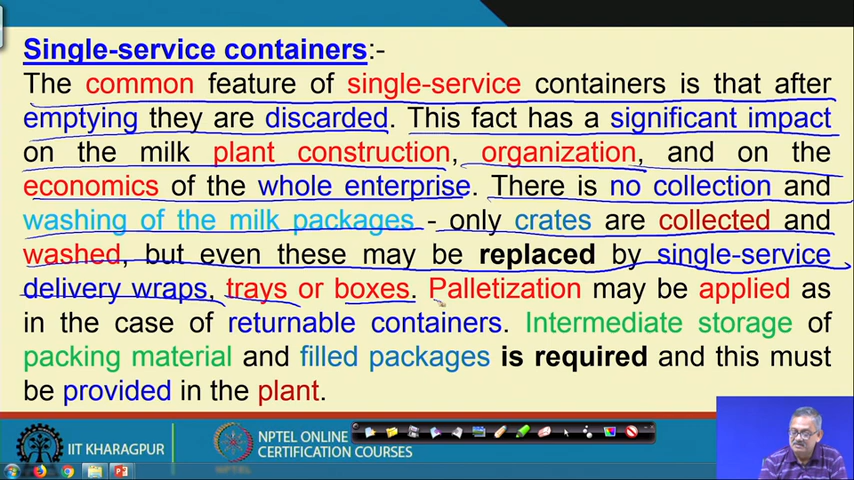 Single-service containers:-
The common feature of single-service containers is that after
emptying they are discarded. This fact has a significant impact
on the milk plant construction, organization, and on the
economics of the whole enterprise. There is no collection and
washing of the milk packages - only crates are collected and
washed, but even these may be replaced by single-service
delivery wraps, trays or boxes. Palletization may be applied as
in the case of returnable containers. Intermediate storage of
packing material and filled packages is required and this must
be provided in the plant.
IIT KHARAGPUR
NPTEL ONLINE
CERTIFICATION COURSES
NPTEL